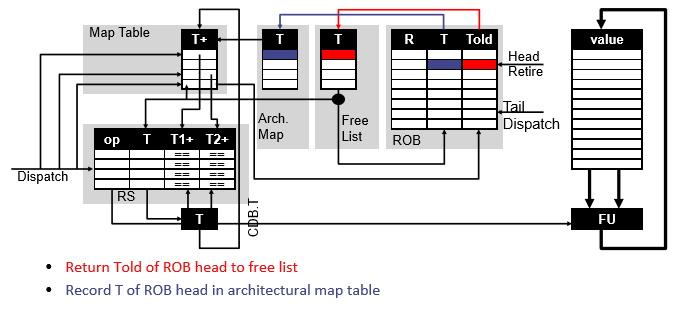 Map Table
T+
T
T
R T Told
value
Head
Retire
Arch.
Map
Free
List
ROB
Tail
Dispatch
op T T1+ T2+
== ==
== ==
== ==
== ==
Dispatch
RS
CDB.T
T
FU
• Return Told of ROB head to free list
• Record T of ROB head in architectural map table